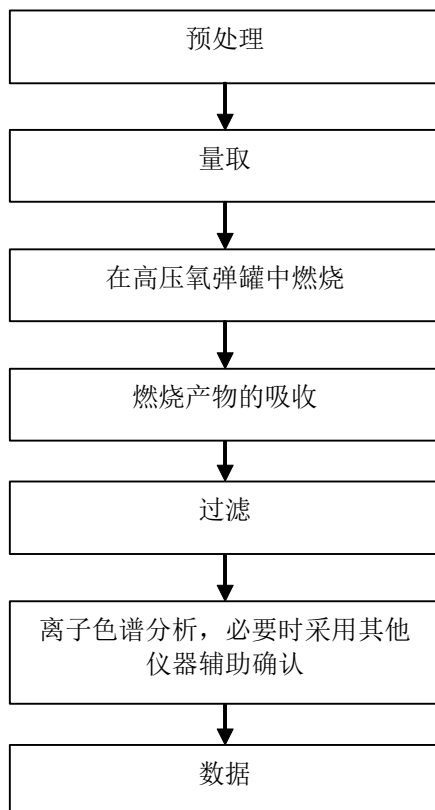 预处理
量取
在高压氧弹罐中燃烧
燃烧产物的吸收
过滤
离子色谱分析，必要时采用其他
仪器辅助确认
数据